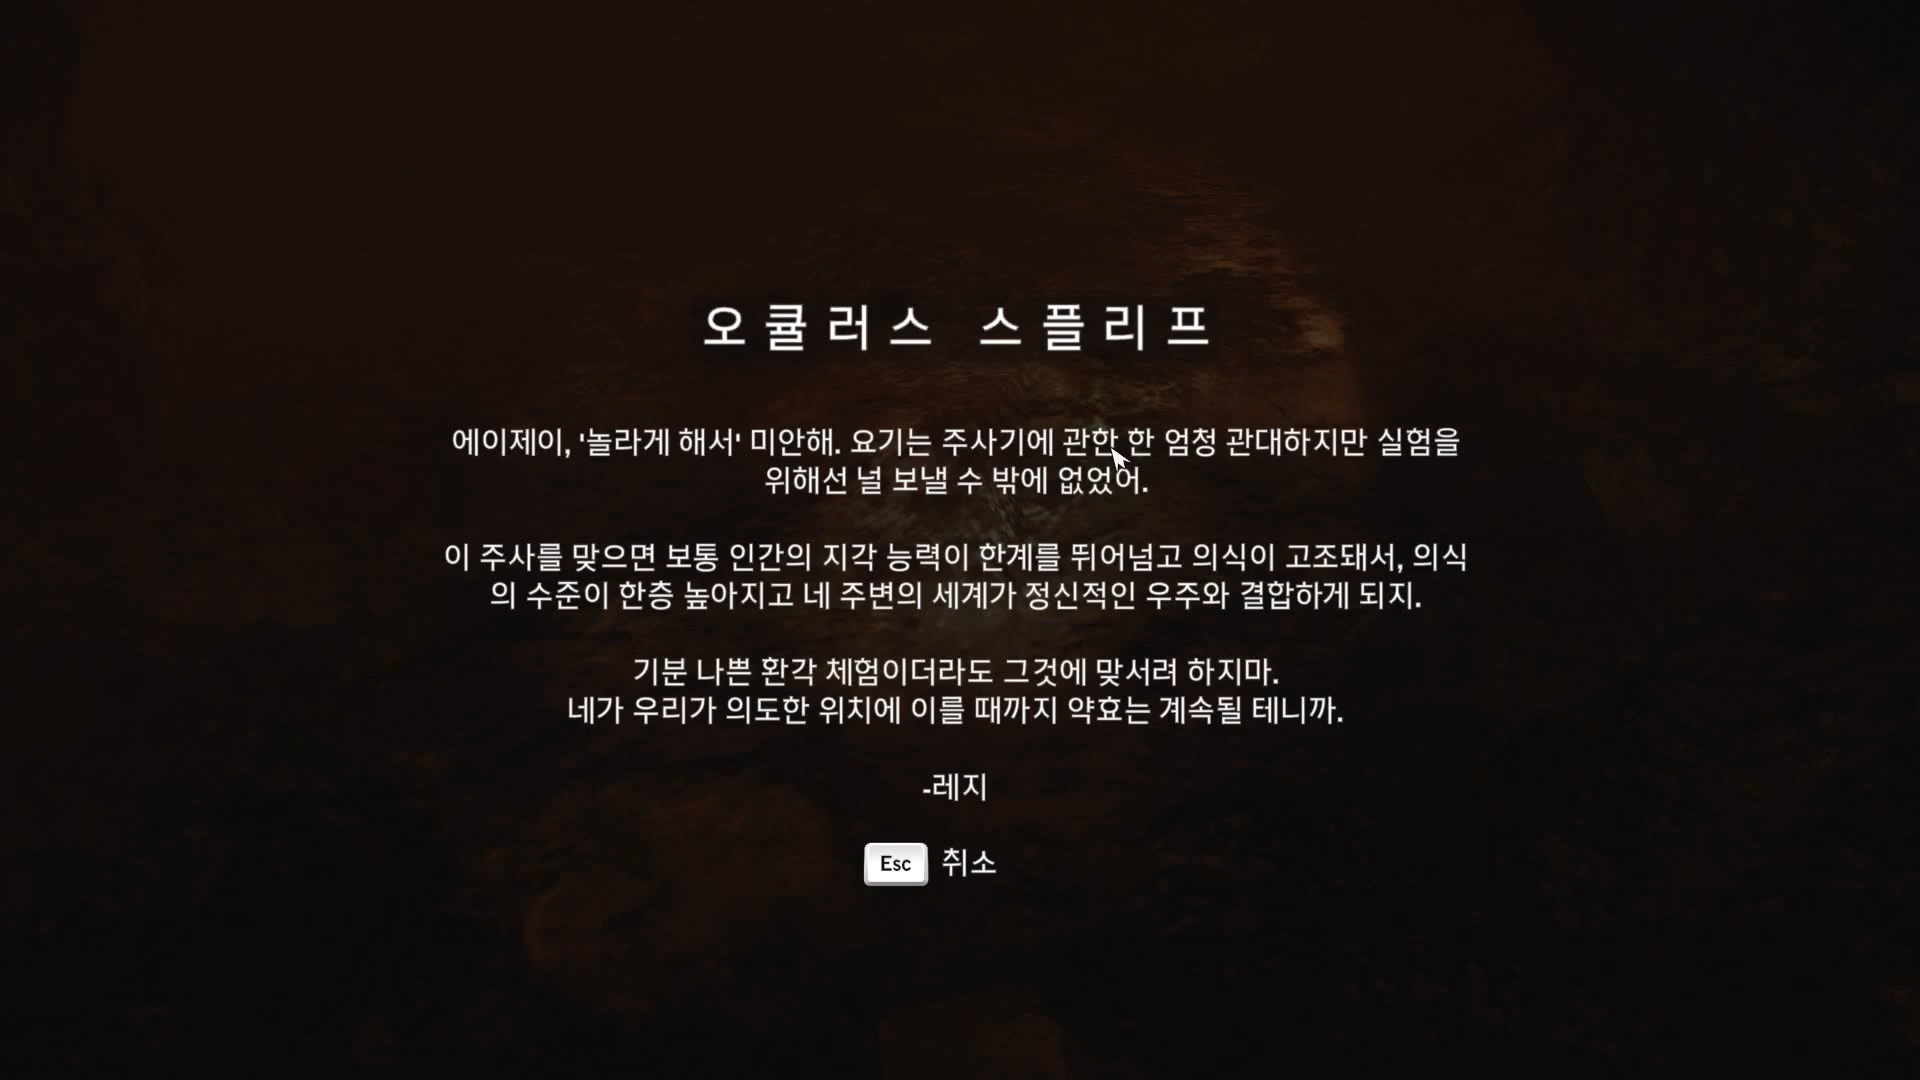 오큘러스 스플리프
에이제이, '놀라게 해서' 미안해. 요기는 주사기에 관한 한 엄청 관대하지만 실험을
위해선 널 보낼 수 밖에 없었어.
이 주사를 맞으면 보통 인간의 지각 능력이 한계를 뛰어넘고 의식이 고조돼서, 의식
의 수준이 한층 높아지고 네 주변의 세계가 정신적인 우주와 결합하게 되지.
기분 나쁜 환각 체험이더라도 그것에 맞서려 하지마.
네가 우리가 의도한 위치에 이를 때까지 약효는 계속될 테니까.
-레지
Esc 취소